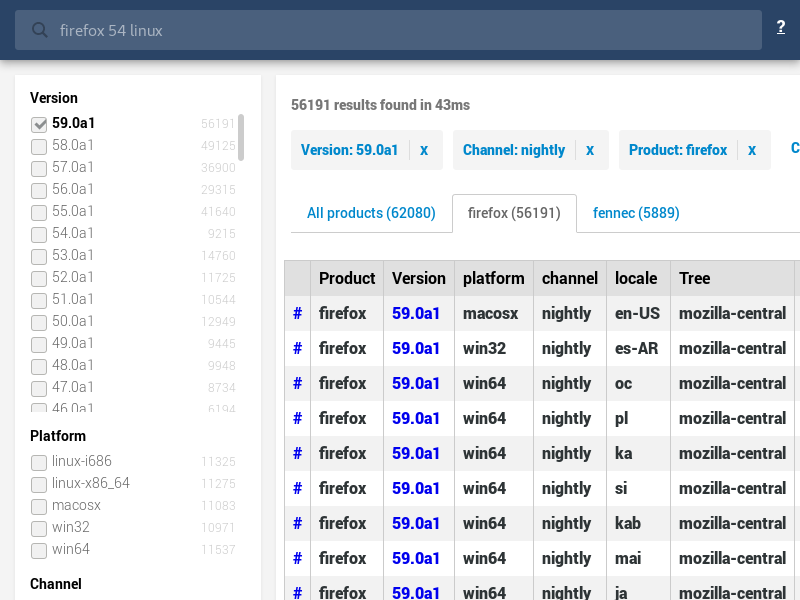 firefox 54 linux
?
Version
59.0a1 56191
58.0a1 49125
57.0a1 36900
56.0a1 29315
55.0a1 41640
54.0a1 9215
53.0a1 14760
52.0a1 11725
51.0a1 10544
50.0a1 12949
49.0a1 9445
48.0a1 9948
47.0a1 8734
46.0a1 6194
Platform
linux-i686 11325
linux-x86_64 11275
macosx 11083
win32 10971
win64 11537
Channel
56191 results found in 43ms
Version: 59.0a1 x Channel: nightly x Product: firefox x C
All products (62080) firefox (56191) fennec (5889)
Product Version platform channel locale Tree
# firefox 59.0a1 macosx nightly en-US mozilla-central
# firefox 59.0a1 win32 nightly es-AR mozilla-central
# firefox 59.0a1 win64 nightly oc mozilla-central
# firefox 59.0a1 win64 nightly pl mozilla-central
# firefox 59.0a1 win64 nightly ka mozilla-central
# firefox 59.0a1 win64 nightly si mozilla-central
# firefox 59.0a1 win64 nightly kab mozilla-central
# firefox 59.0a1 win64 nightly mai mozilla-central
# firefox 59.0a1 win64 nightly ja mozilla-central